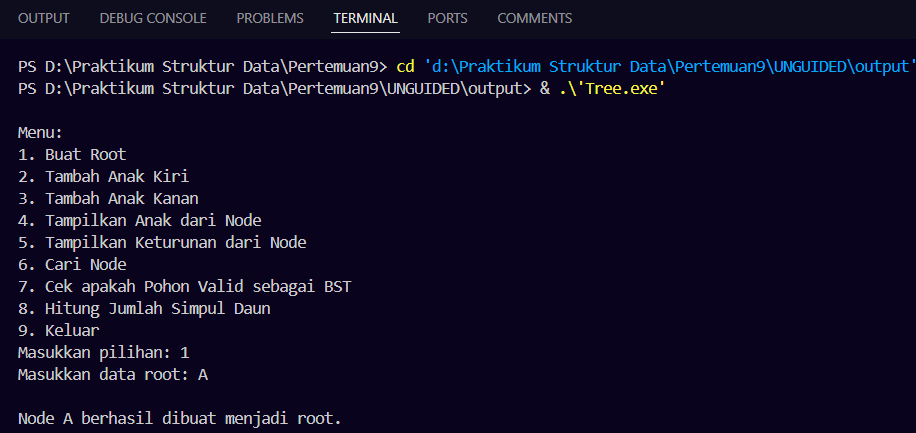 OUTPUT DEBUG CONSOLE PROBLEMS TERMINAL PORTS COMMENTS
PS D:\Praktikum Struktur Data\Pertemuan9> cd 'd:\Praktikum Struktur Data\Pertemuan9\UNGUIDED\output'
PS D:\Praktikum Struktur Data\Pertemuan9\UNGUIDED\output> & .\'Tree.exe'
Menu:
1. Buat Root
2. Tambah Anak Kiri
3. Tambah Anak Kanan
4. Tampilkan Anak dari Node
5. Tampilkan Keturunan dari Node
6. Cari Node
7. Cek apakah Pohon Valid sebagai BST
8. Hitung Jumlah Simpul Daun
9. Keluar
Masukkan pilihan: 1
Masukkan data root: A
Node A berhasil dibuat menjadi root.